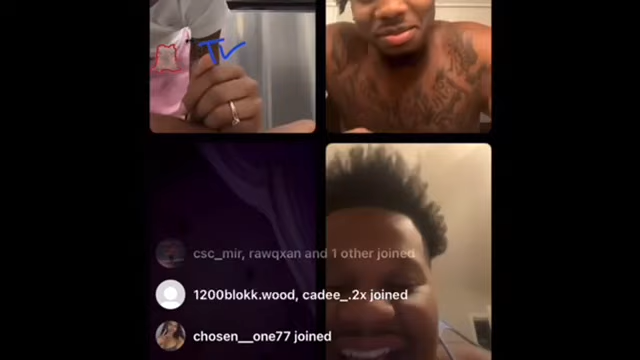 TV
csc_mir, rawqxan and 1 other joined
1200blokk.wood, cadee_.2x joined
chosen__one77 joined